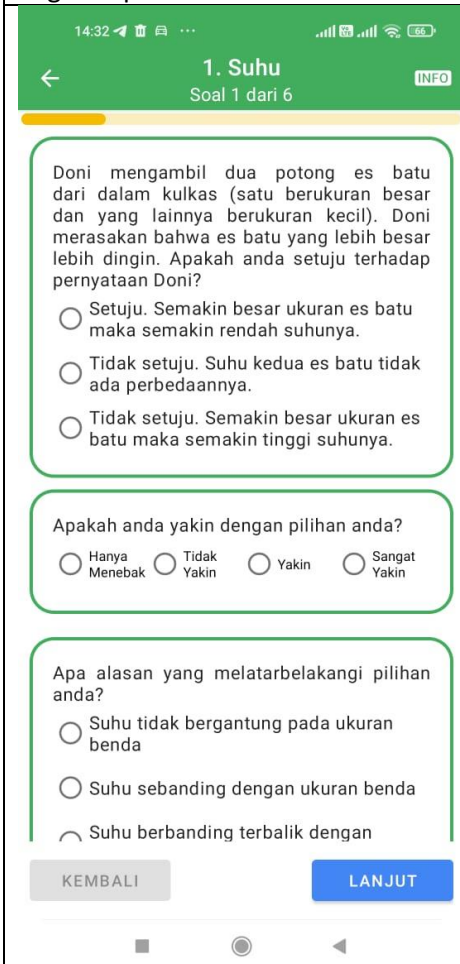 14:32
66
1. Suhu
INFO
Soal 1 dari 6
Doni mengambil dua potong es batu
dari dalam kulkas (satu berukuran besar
dan yang lainnya berukuran kecil). Doni
merasakan bahwa es batu yang lebih besar
lebih dingin. Apakah anda setuju terhadap
pernyataan Doni?
Setuju. Semakin besar ukuran es batu
maka semakin rendah suhunya.
Tidak setuju. Suhu kedua es batu tidak
ada perbedaannya.
Tidak setuju. Semakin besar ukuran es
batu maka semakin tinggi suhunya.
Apakah anda yakin dengan pilihan anda?
Hanya
Menebak
Tidak
Yakin
Yakin
Sangat
Yakin
Apa alasan yang melatarbelakangi pilihan
anda?
Suhu tidak bergantung pada ukuran
benda
Suhu sebanding dengan ukuran benda
Suhu berbanding terbalik dengan
KEMBALI
LANJUT